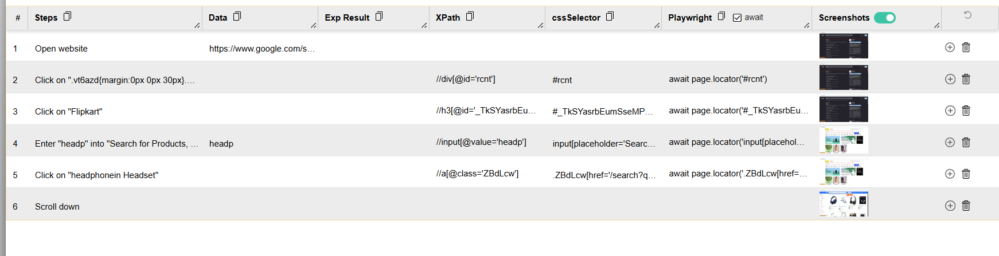 # Steps Data Exp Result XPath cssSelector Playwright await Screenshots
1 Open website https://www.google.com/s...
2 Click on ".vt6azd{margin:0px 0px 30px}.... //div[@id='rcnt'] #rcnt await page.locator('#rcnt')
3 Click on "Flipkart" //h3[@id='_TkSYasrbEu... #_TkSYasrbEumSseMP... await page.locator('#_TkSYasrbEu...
4 Enter "headp" into "Search for Products, ... headp //input[@value='headp'] input[placeholder='Searc... await page.locator('input[placehol...
5 Click on "headphonein Headset" //a[@class='ZBdLcw'] .ZBdLcw[href='/search?q... await page.locator('.ZBdLcw[href=...
6 Scroll down